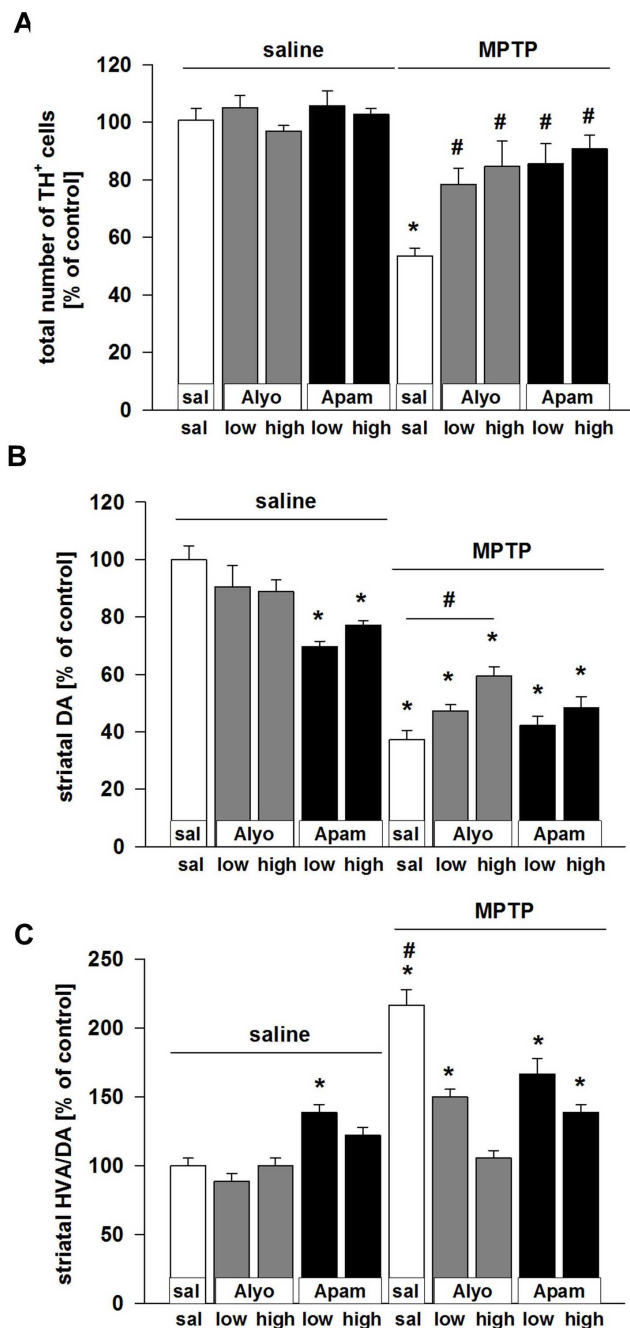 A
saline MPTP
total number of TH+ cells
[% of control]
120
100
80
60
40
20
0
# # # #
*
sal Alyo Apam sal Alyo Apam
sal low high low high sal low high low high
B
saline
MPTP
striatal DA [% of control]
120
100
80
60
40
20
0
* *
#
* * * * *
sal Alyo Apam sal Alyo Apam
sal low high low high sal low high low high
C
MPTP
saline
striatal HVA/DA [% of control]
250
200
150
100
50
0
#
*
* * * *
sal Alyo Apam sal Alyo Apam
sal low high low high sal low high low high